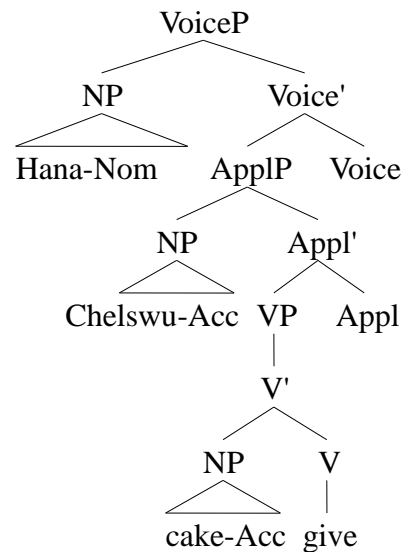 VoiceP
NP Voice'
Hana-Nom ApplP Voice
NP Appl'
Chelswu-Acc VP Appl
V'
NP V
cake-Acc give